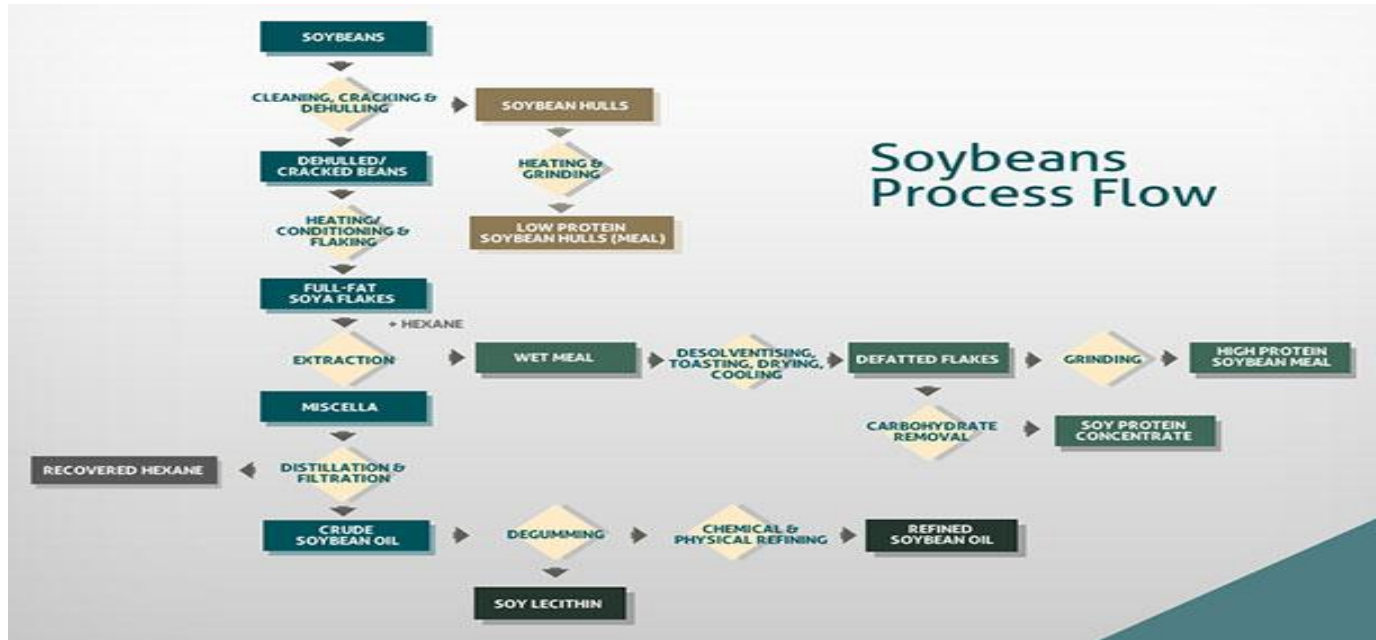 SOYBEANS
CLEANING, CRACKING &
DEHULLING
SOYBEAN HULLS
DEHULLED/
CRACKED BEANS
HEATING &
GRINDING
HEATING/
CONDITIONING &
FLAKING
LOW PROTEIN
SOYBEAN HULLS (MEAL)
Soybeans
Process Flow
FULL-FAT
SOYA FLAKES
+ HEXANE
EXTRACTION
WET MEAL
DESOLVENTISING,
TOASTING, DRYING,
COOLING
DEFATTED FLAKES
GRINDING
HIGH PROTEIN
SOYBEAN MEAL
MISCELLA
CARBOHYDRATE
REMOVAL
SOY PROTEIN
CONCENTRATE
RECOVERED HEXANE
DISTILLATION &
FILTRATION
CRUDE
SOYBEAN OIL
DEGUMMING
CHEMICAL &
PHYSICAL REFINING
REFINED
SOYBEAN OIL
SOY LECITHIN